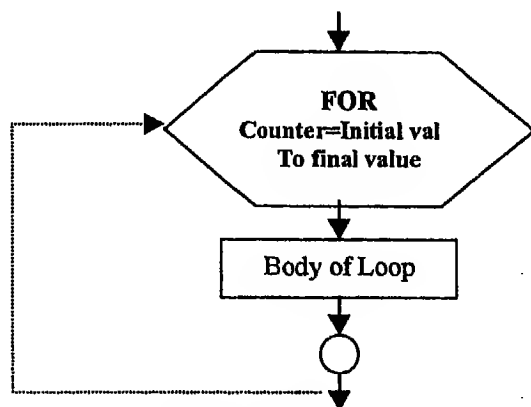 FOR
Counter=Initial val
To final value
Body of Loop